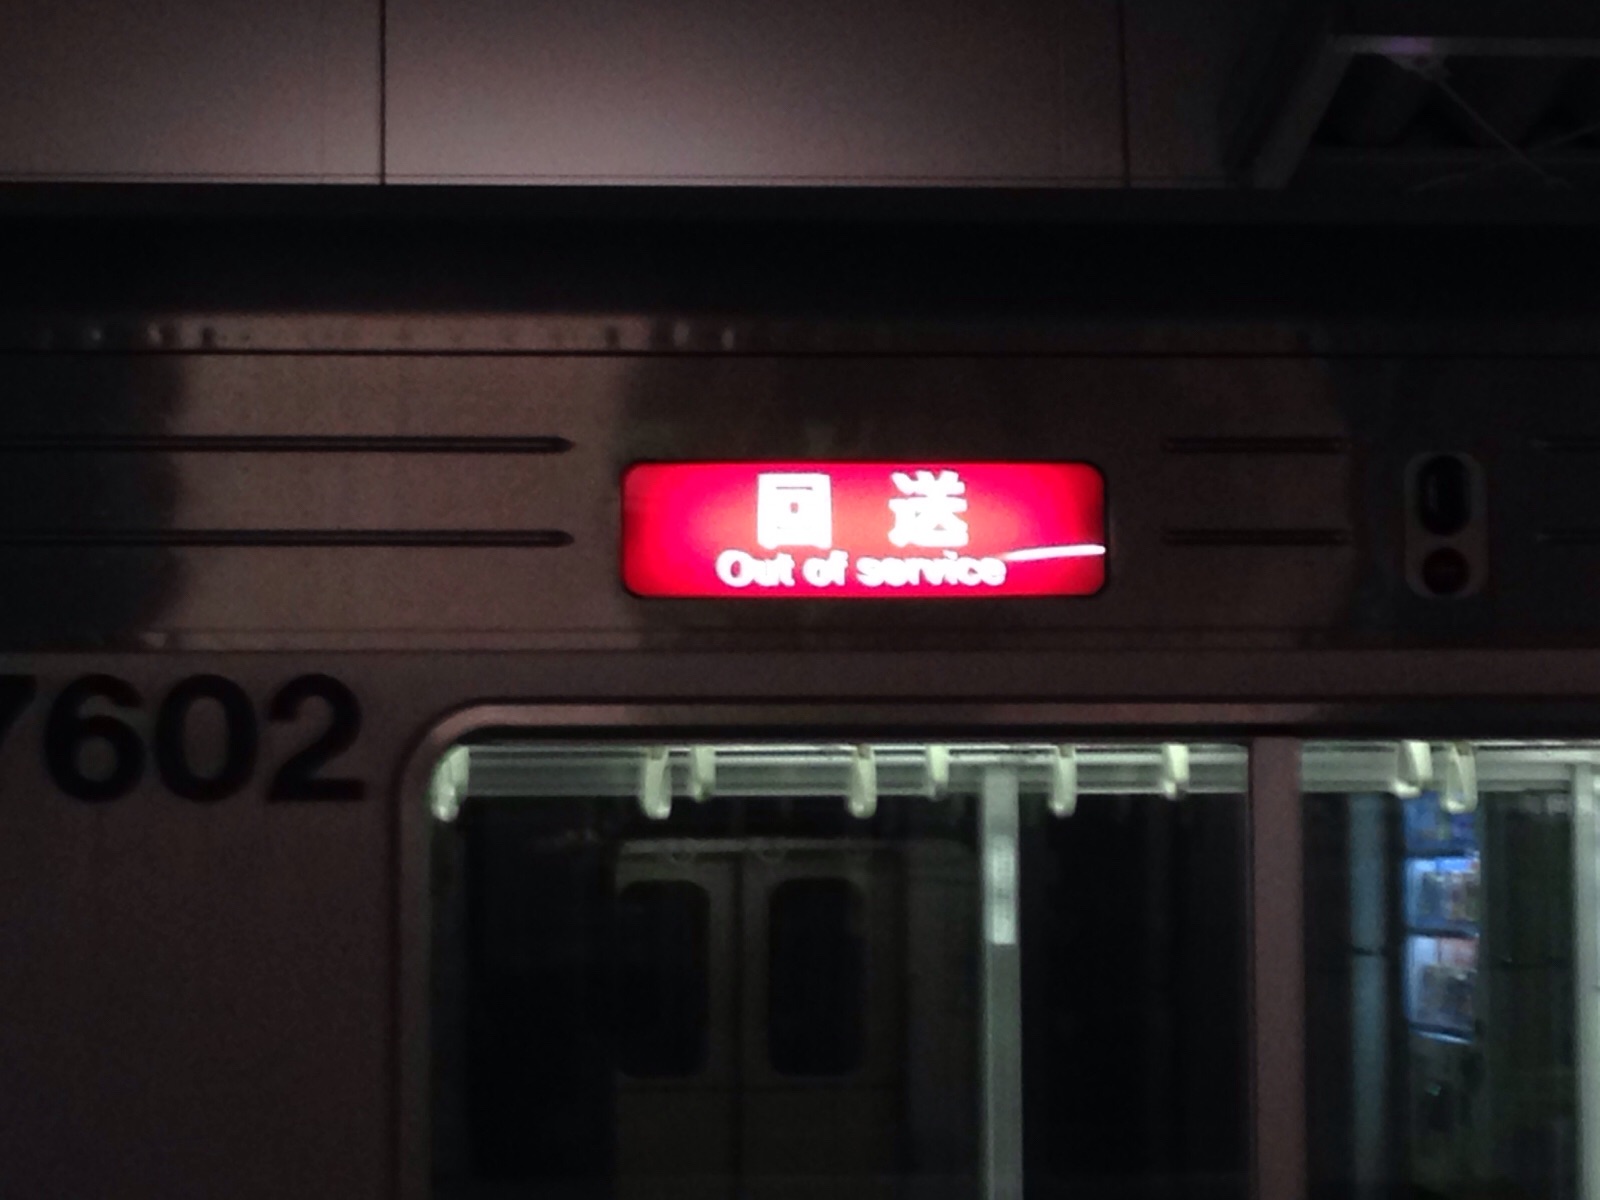 回 送
Out of service
7602